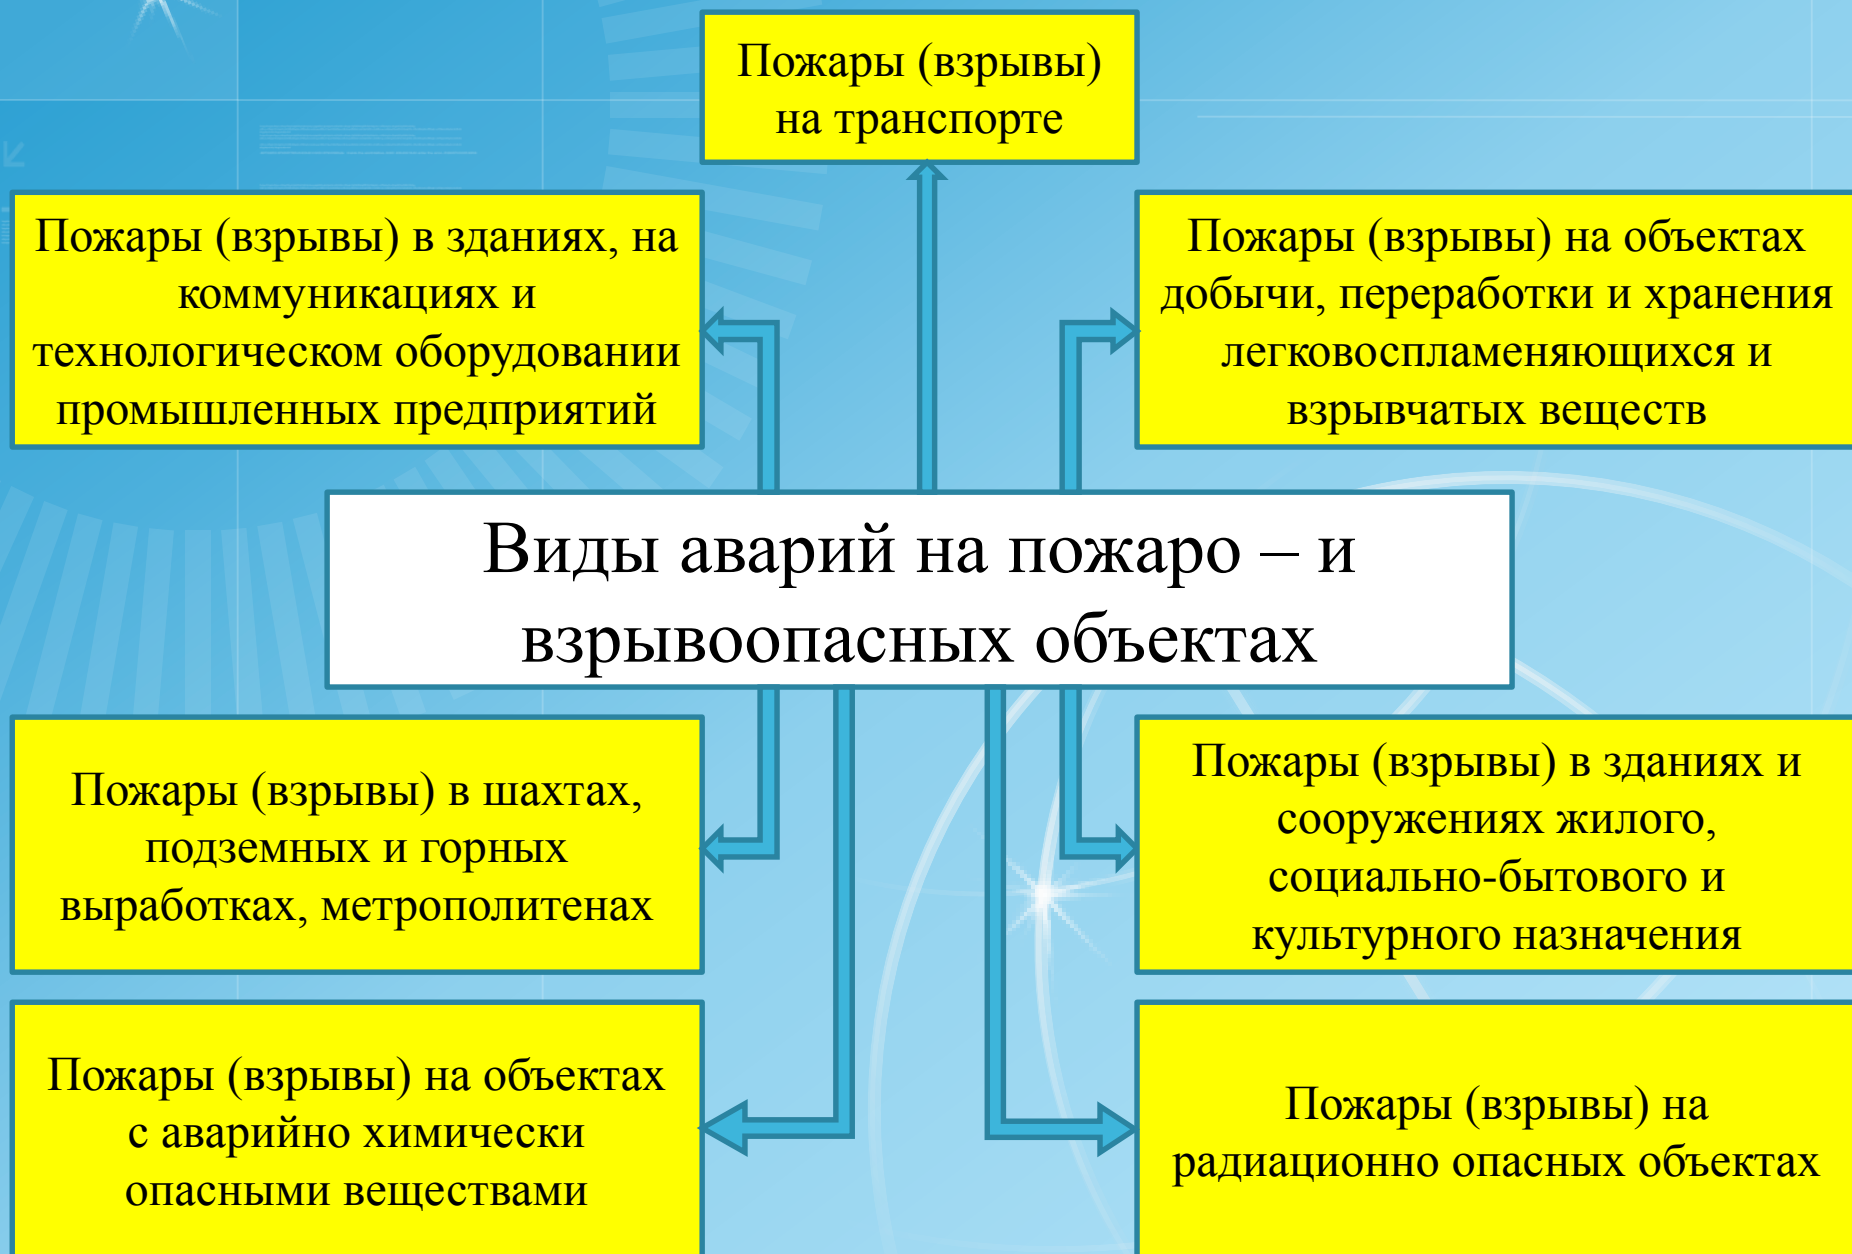 Пожары (взрывы)
на транспорте
Пожары (взрывы) в зданиях, на
коммуникациях и
технологическом оборудовании
промышленных предприятий
Пожары (взрывы) на объектах
добычи, переработки и хранения
легковоспламеняющихся и
взрывчатых веществ
Виды аварий на пожаро – и
взрывоопасных объектах
Пожары (взрывы) в шахтах,
подземных и горных
выработках, метрополитенах
Пожары (взрывы) в зданиях и
сооружениях жилого,
социально-бытового и
культурного назначения
Пожары (взрывы) на объектах
с аварийно химически
опасными веществами
Пожары (взрывы) на
радиационно опасных объектах